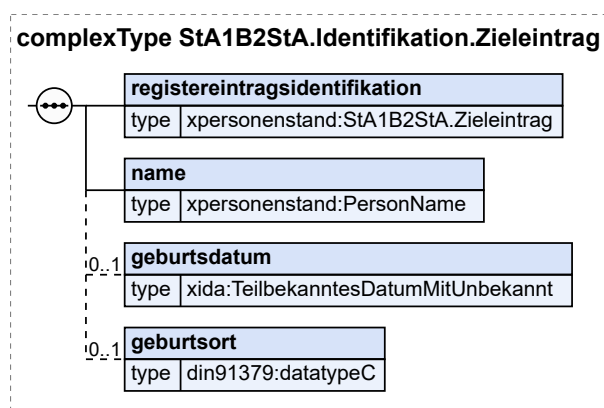 complexType StA1B2StA.Identifikation.Zieleintrag
registereintragsidentifikation
type xpersonenstand:StA1B2StA.Zieleintrag
name
type xpersonenstand:PersonName
0..1 geburtsdatum
type xida:TeilbekanntesDatumMitUnbekannt
0..1 geburtsort
type din91379:datatypeC